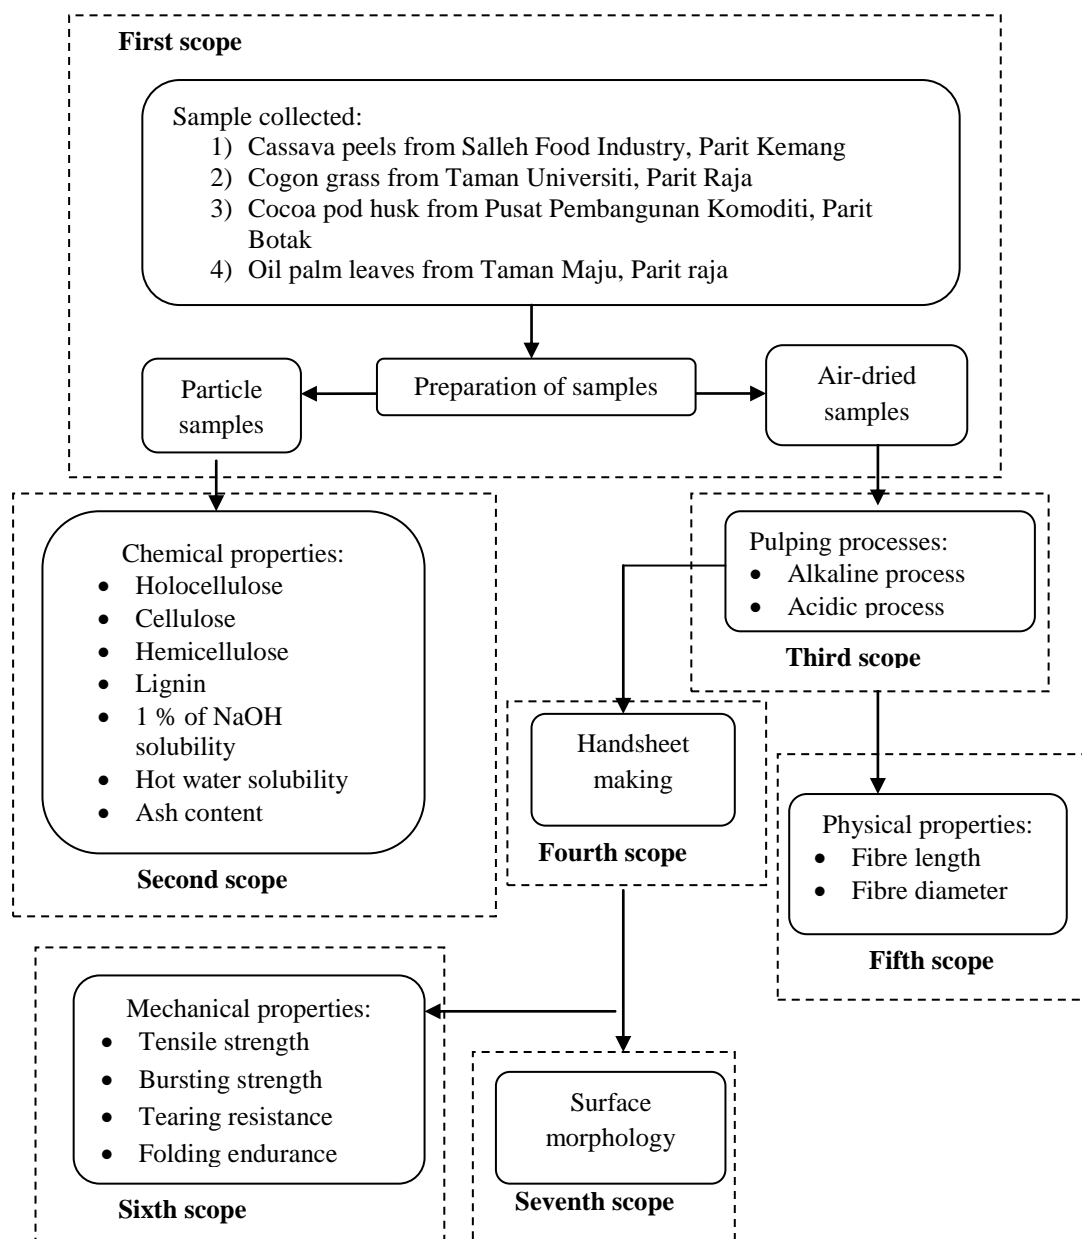 First scope
Sample collected:
1) Cassava peels from Salleh Food Industry, Parit Kemang
2) Cogon grass from Taman Universiti, Parit Raja
3) Cocoa pod husk from Pusat Pembangunan Komoditi, Parit
Botak
4) Oil palm leaves from Taman Maju, Parit raja
Particle
samples
Preparation of samples
Air-dried
samples
Chemical properties:
• Holocellulose
• Cellulose
• Hemicellulose
• Lignin
• 1 % of NaOH
solubility
• Hot water solubility
• Ash content
Second scope
Pulping processes:
• Alkaline process
• Acidic process
Third scope
Handsheet
making
Fourth scope
Physical properties:
• Fibre length
• Fibre diameter
Fifth scope
Mechanical properties:
• Tensile strength
• Bursting strength
• Tearing resistance
• Folding endurance
Sixth scope
Surface
morphology
Seventh scope